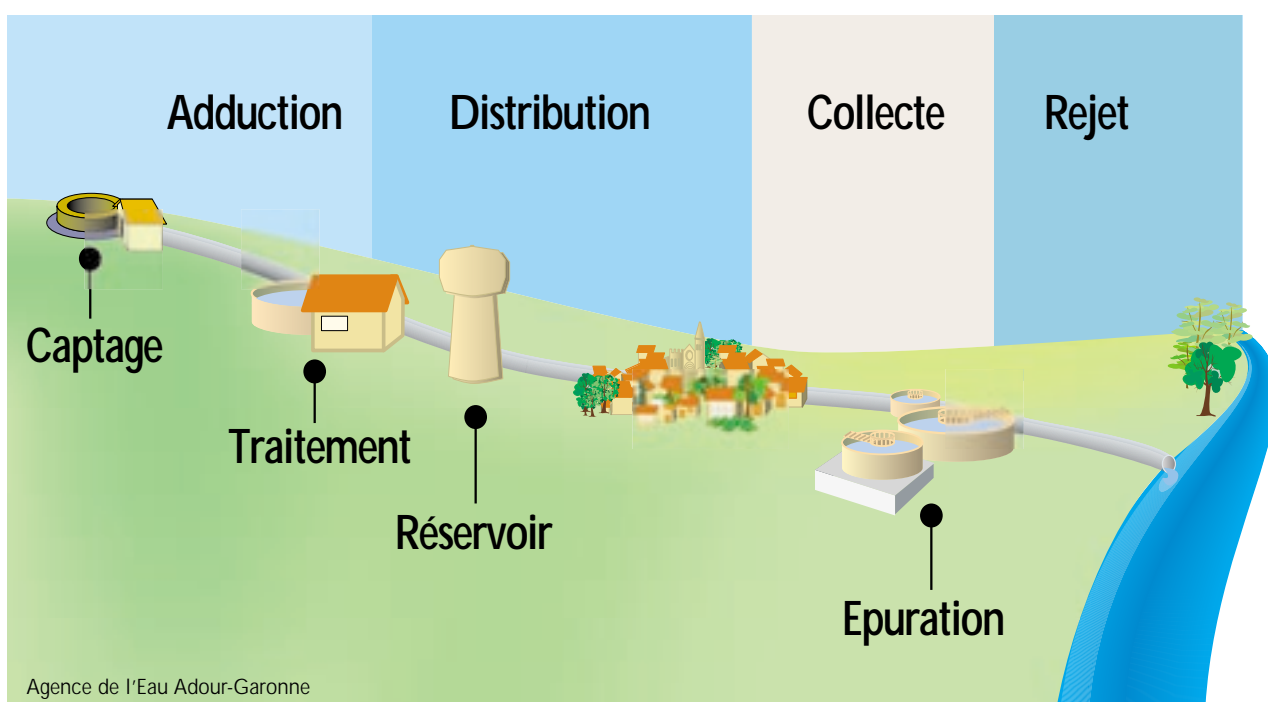 Adduction
Distribution
Collecte
Rejet
Captage
Traitement
Réservoir
Epuration
Agence de l'Eau Adour-Garonne